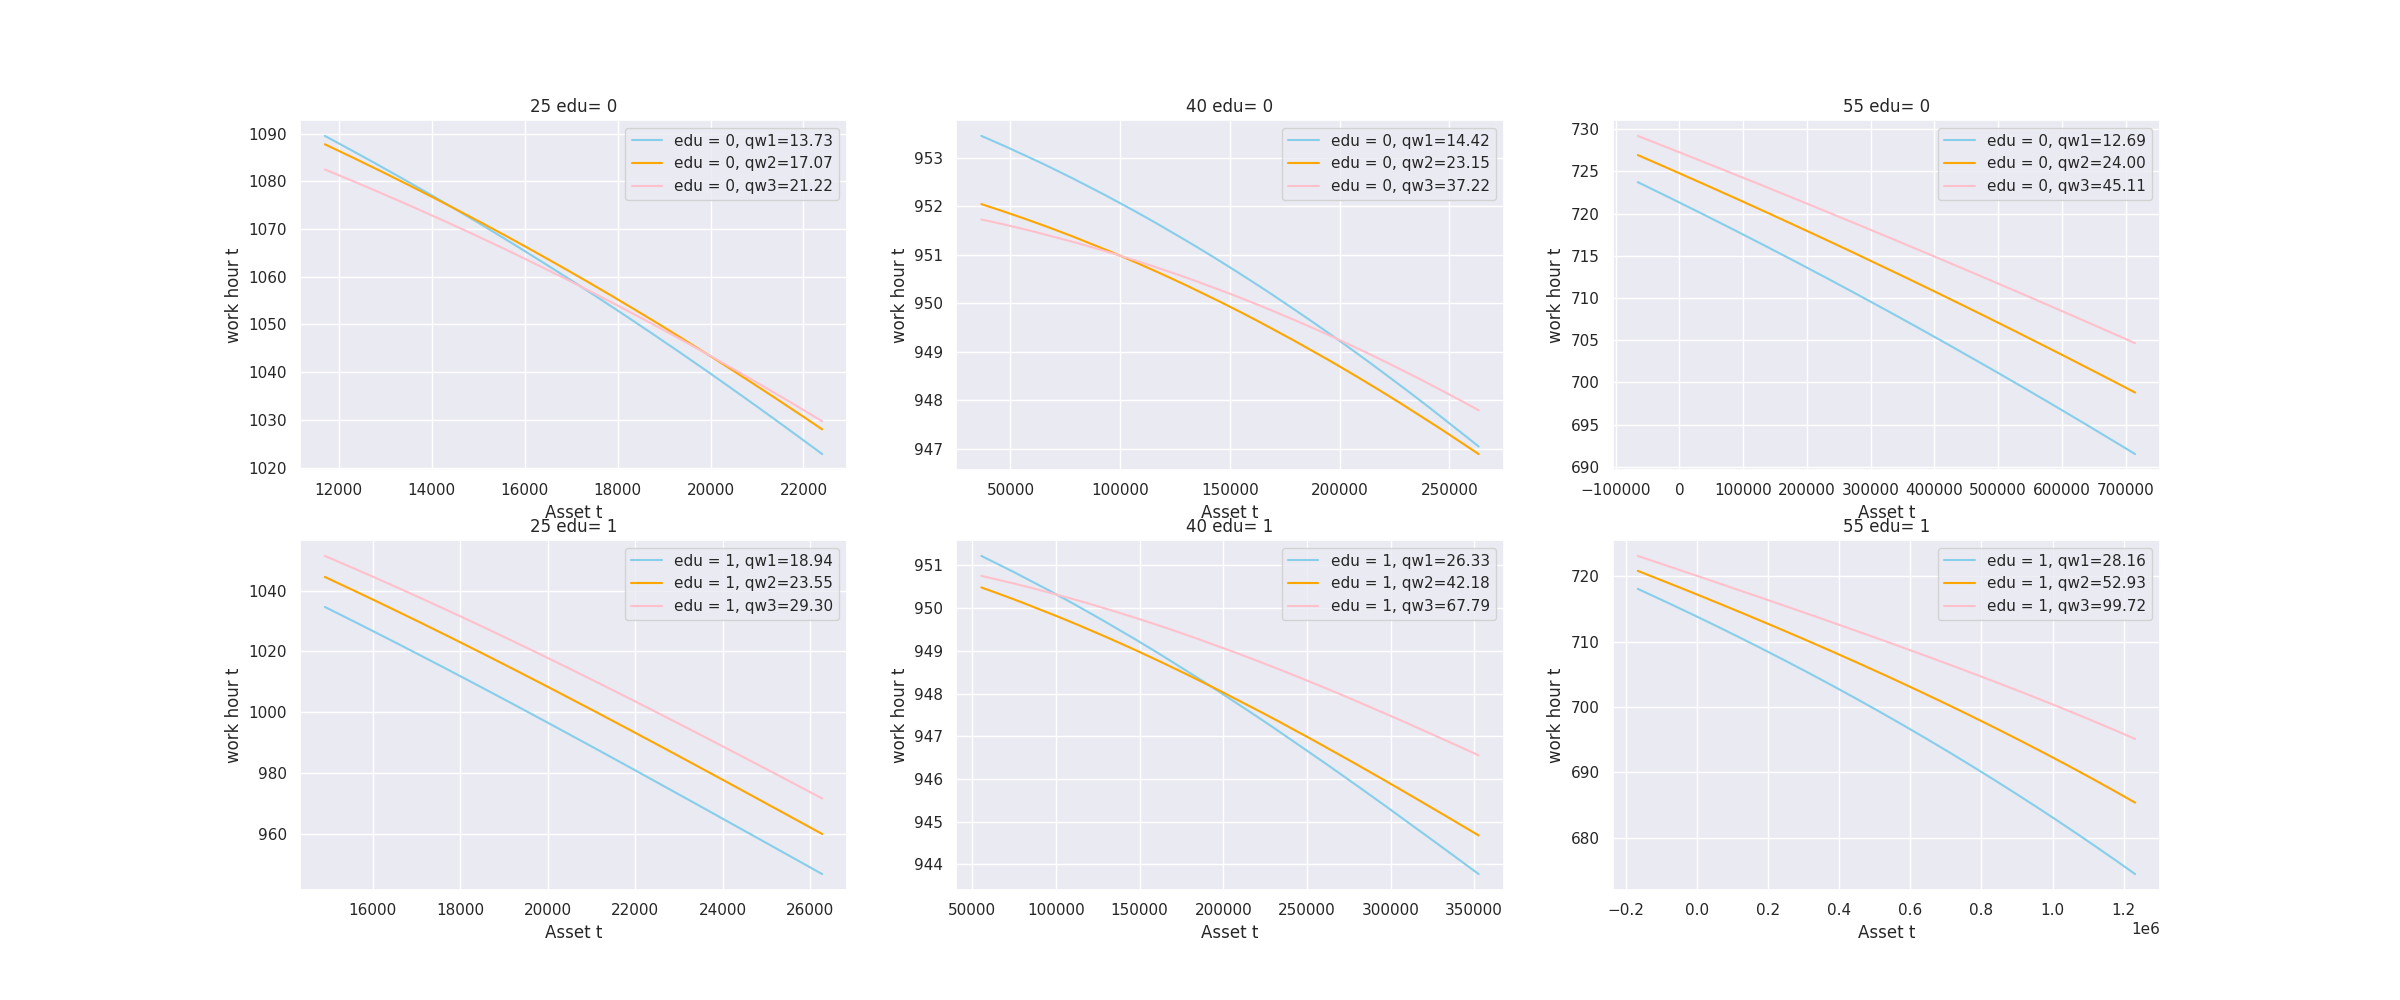 25 edu= 0
work hour t
1090
1080
1070
1060
1050
1040
1030
1020
edu = 0, qw1=13.73
edu = 0, qw2=17.07
edu = 0, qw3=21.22
12000 14000 16000 18000 20000 22000
Asset t
40 edu= 0
work hour t
953
952
951
950
949
948
947
edu = 0, qw1=14.42
edu = 0, qw2=23.15
edu = 0, qw3=37.22
50000 100000 150000 200000 250000
Asset t
55 edu= 0
work hour t
730
725
720
715
710
705
700
695
690
edu = 0, qw1=12.69
edu = 0, qw2=24.00
edu = 0, qw3=45.11
−100000 0 100000 200000 300000 400000 500000 600000 700000
Asset t
25 edu= 1
work hour t
1040
1020
1000
980
960
edu = 1, qw1=18.94
edu = 1, qw2=23.55
edu = 1, qw3=29.30
16000 18000 20000 22000 24000 26000
Asset t
40 edu= 1
work hour t
951
950
949
948
947
946
945
944
edu = 1, qw1=26.33
edu = 1, qw2=42.18
edu = 1, qw3=67.79
50000 100000 150000 200000 250000 300000 350000
Asset t
55 edu= 1
work hour t
720
710
700
690
680
edu = 1, qw1=28.16
edu = 1, qw2=52.93
edu = 1, qw3=99.72
−0.2 0.0 0.2 0.4 0.6 0.8 1.0 1.2
1e6
Asset t